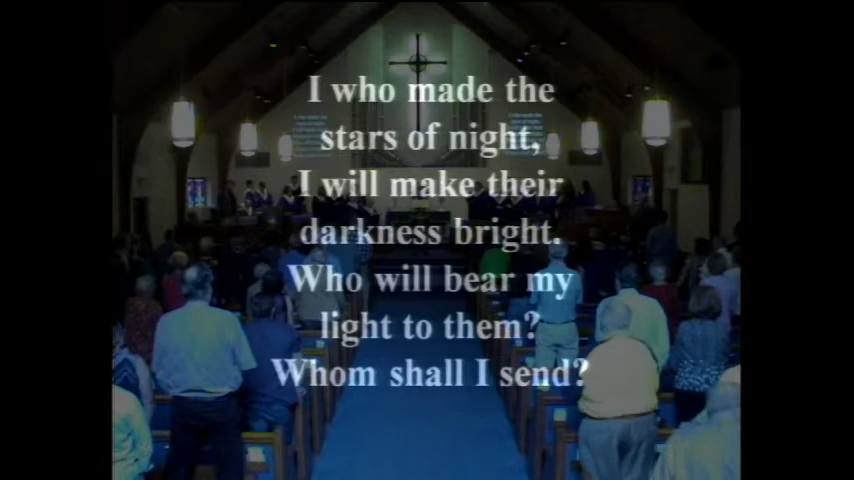 I who made the
stars of night,
I will make their
darkness bright.
Who will bear my
light to them?
Whom shall I send?